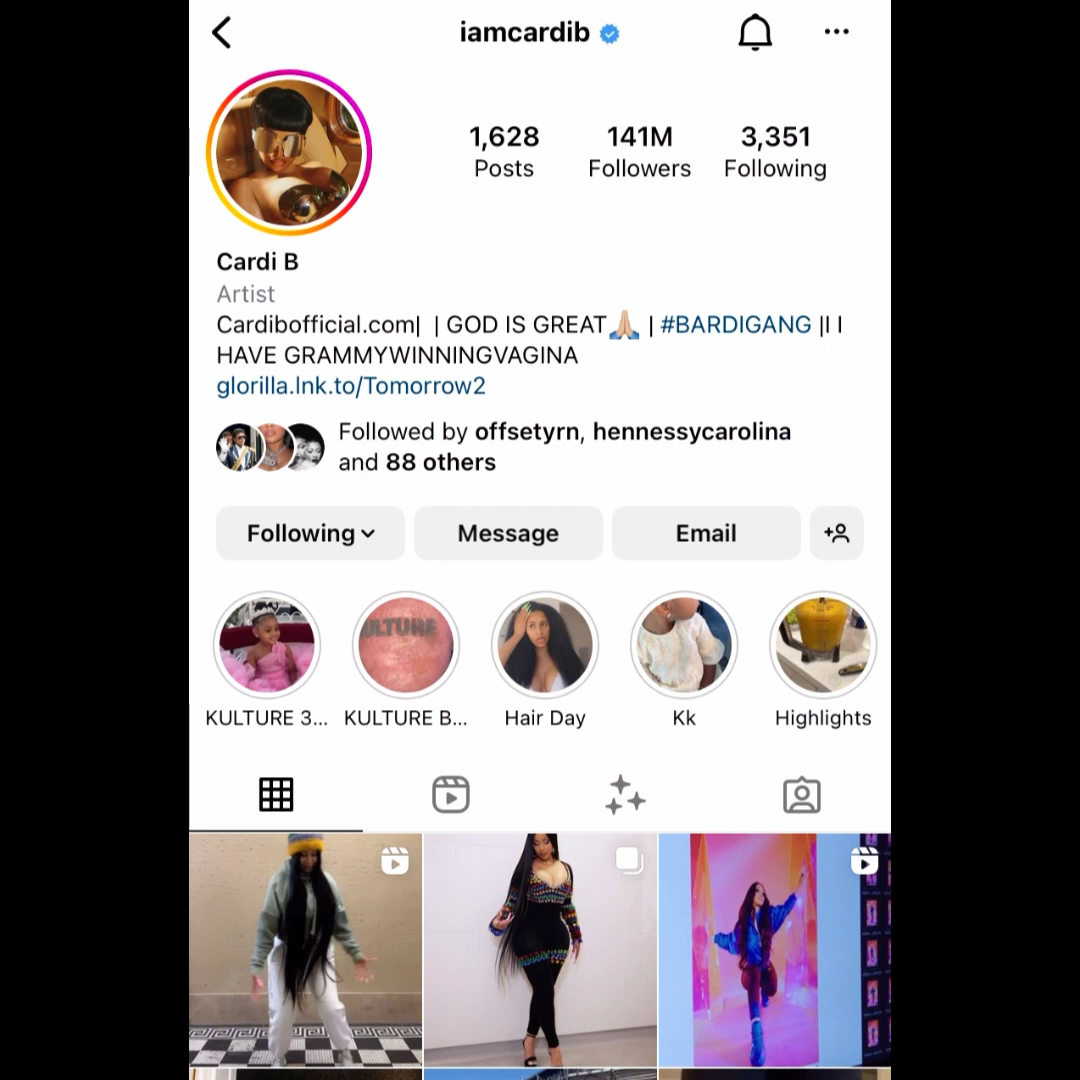 iamcardib
1,628
Posts
141M
Followers
3,351
Following
Cardi B
Artist
Cardibofficial.com| | GOD IS GREAT🙏🏼 | #BARDIGANG |I I
HAVE GRAMMYWINNINGVAGINA
glorilla.lnk.to/Tomorrow2
Followed by offsetyrn, hennessycarolina
and 88 others
Following
Message
Email
KULTURE 3...
KULTURE B...
Hair Day
Kk
Highlights